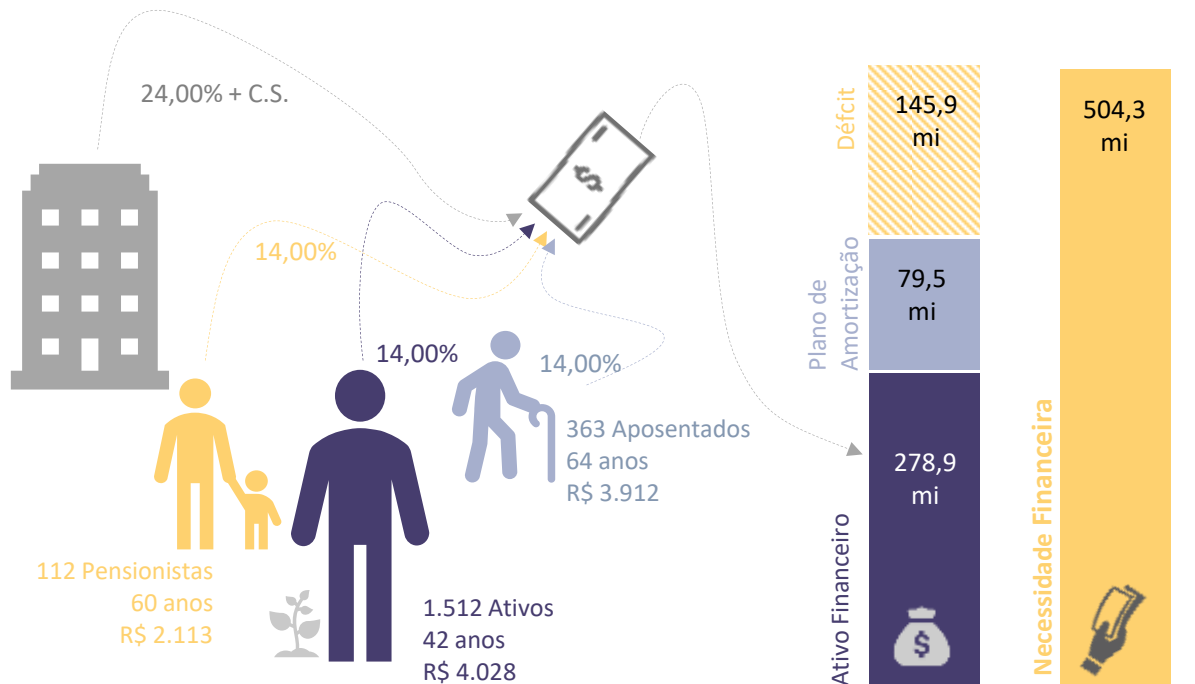 24,00% + C.S.
14,00%
14,00%
14,00%
363 Aposentados
64 anos
R$ 3.912
112 Pensionistas
60 anos
R$ 2.113
1.512 Ativos
42 anos
R$ 4.028
Défcit
145,9
mi
Plano de
Amortização
79,5
mi
Ativo Financeiro
278,9
mi
$
$
Necessidade Financeira
504,3
mi